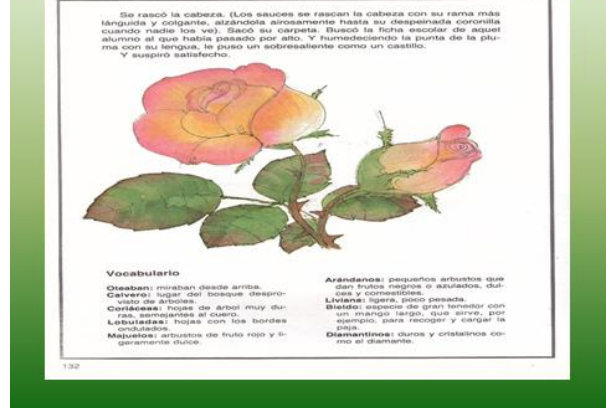 Se rascó la cabeza. (Los sauces se rascan la cabeza con su rama más
lánguida y colgante, alzándola airosamente hasta su despeinada coronilla
cuando nadie los ve). Sacó su carpeta. Buscó la ficha escolar de aquel
alumno al que había pasado por alto. Y humedeciendo la punta de la plu-
ma con su lengua, le puso un sobresaliente como un castillo.
Y suspiró satisfecho.
Vocabulario
Oteaban: miraban desde arriba.
Calvero: lugar del bosque despro-
visto de árboles.
Coriáceas: hojas de árbol muy du-
ras, semejantes al cuero.
Lobuladas: hojas con los bordes
ondulados.
Majuelos: arbustos de fruto rojo y li-
geramente dulce.
Arándanos: pequeños arbustos que
dan frutos negros o azulados, dul-
ces y comestibles.
Liviana: ligera, poco pesada.
Bieldo: especie de gran tenedor con
un mango largo, que sirve, por
ejemplo, para recoger y cargar la
paja.
Diamantinos: duros y cristalinos co-
mo el diamante.
132